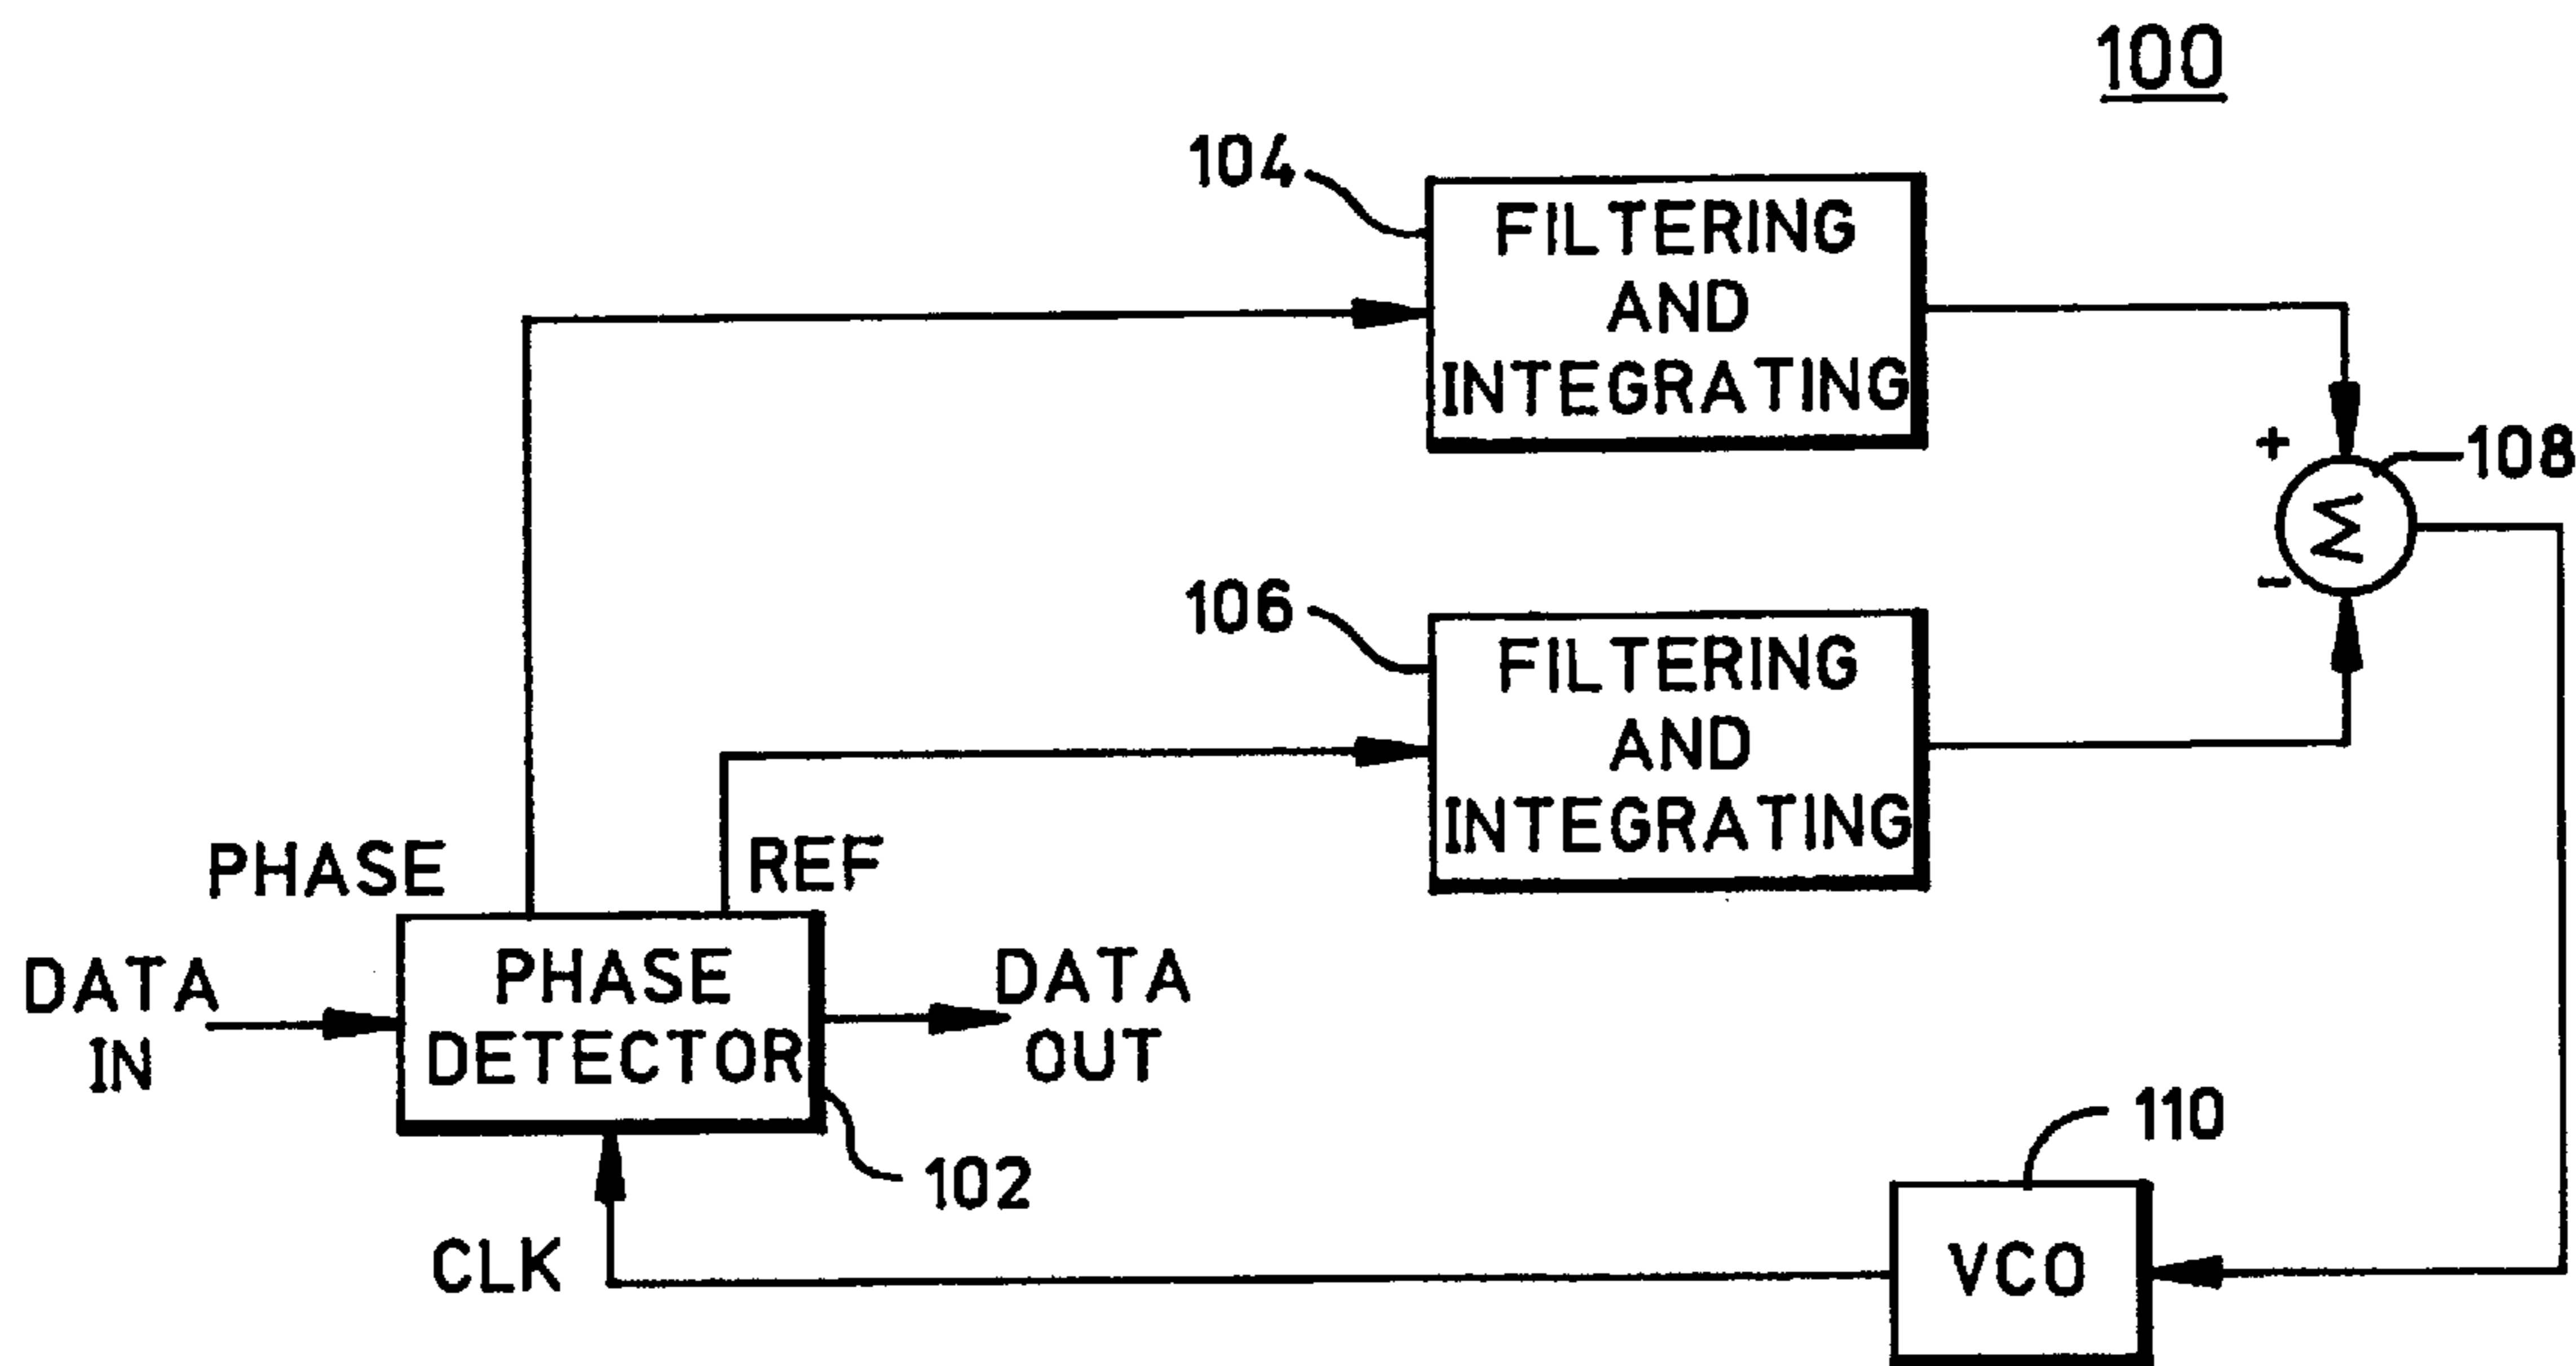 100
104
FILTERING
AND
INTEGRATING
+
108
Σ
-
106
FILTERING
AND
INTEGRATING
PHASE
REF
DATA
IN
PHASE
DETECTOR
DATA
OUT
102
CLK
110
VCO